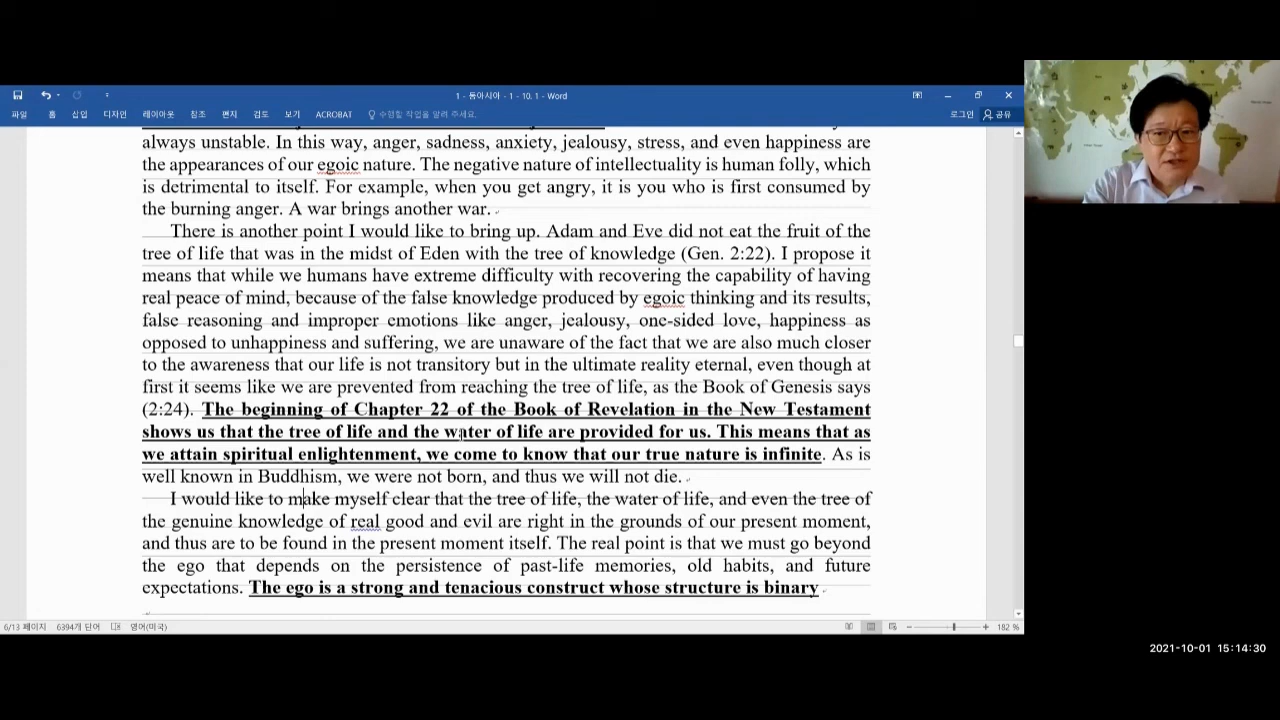 1 - 동아시아 - 1 - 10. 1 - Word
파일 홈 삽입 디자인 레이아웃 참조 편지 검토 보기 ACROBAT 수행할 작업을 알려 주세요. 로그인 공유
always unstable. In this way, anger, sadness, anxiety, jealousy, stress, and even happiness are
the appearances of our egoic nature. The negative nature of intellectuality is human folly, which
is detrimental to itself. For example, when you get angry, it is you who is first consumed by
the burning anger. A war brings another war.
There is another point I would like to bring up. Adam and Eve did not eat the fruit of the
tree of life that was in the midst of Eden with the tree of knowledge (Gen. 2:22). I propose it
means that while we humans have extreme difficulty with recovering the capability of having
real peace of mind, because of the false knowledge produced by egoic thinking and its results,
false reasoning and improper emotions like anger, jealousy, one-sided love, happiness as
opposed to unhappiness and suffering, we are unaware of the fact that we are also much closer
to the awareness that our life is not transitory but in the ultimate reality eternal, even though at
first it seems like we are prevented from reaching the tree of life, as the Book of Genesis says
(2:24). The beginning of Chapter 22 of the Book of Revelation in the New Testament
shows us that the tree of life and the water of life are provided for us. This means that as
we attain spiritual enlightenment, we come to know that our true nature is infinite. As is
well known in Buddhism, we were not born, and thus we will not die.
I would like to make myself clear that the tree of life, the water of life, and even the tree of
the genuine knowledge of real good and evil are right in the grounds of our present moment,
and thus are to be found in the present moment itself. The real point is that we must go beyond
the ego that depends on the persistence of past-life memories, old habits, and future
expectations. The ego is a strong and tenacious construct whose structure is binary
6/13 페이지 6394개 단어 영어(미국) 182 %
2021-10-01 15:14:30